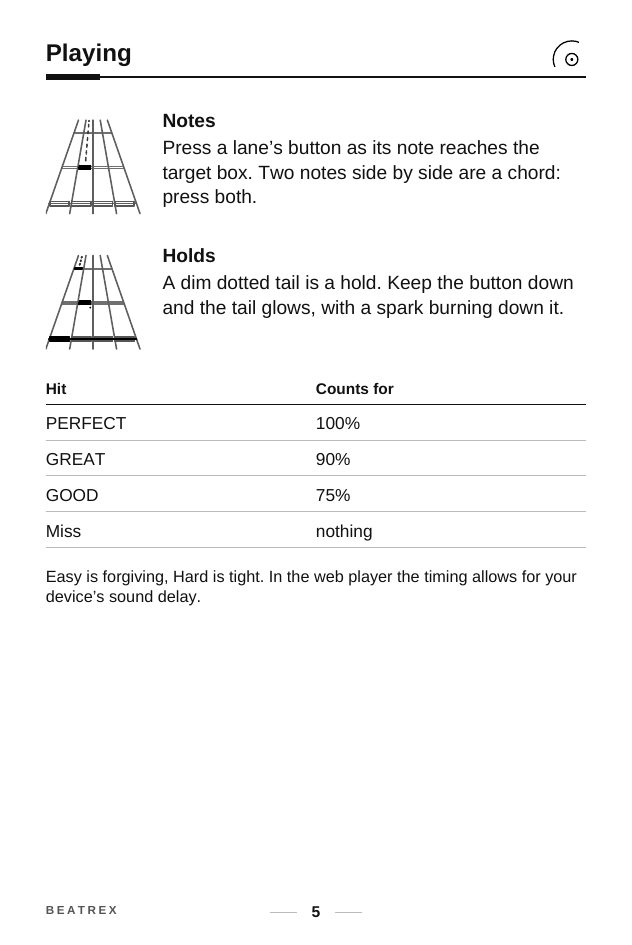 Playing
Notes
Press a lane’s button as its note reaches the
target box. Two notes side by side are a chord:
press both.
Holds
A dim dotted tail is a hold. Keep the button down
and the tail glows, with a spark burning down it.
Hit Counts for
PERFECT 100%
GREAT 90%
GOOD 75%
Miss nothing
Easy is forgiving, Hard is tight. In the web player the timing allows for your
device’s sound delay.
BEATREX 5